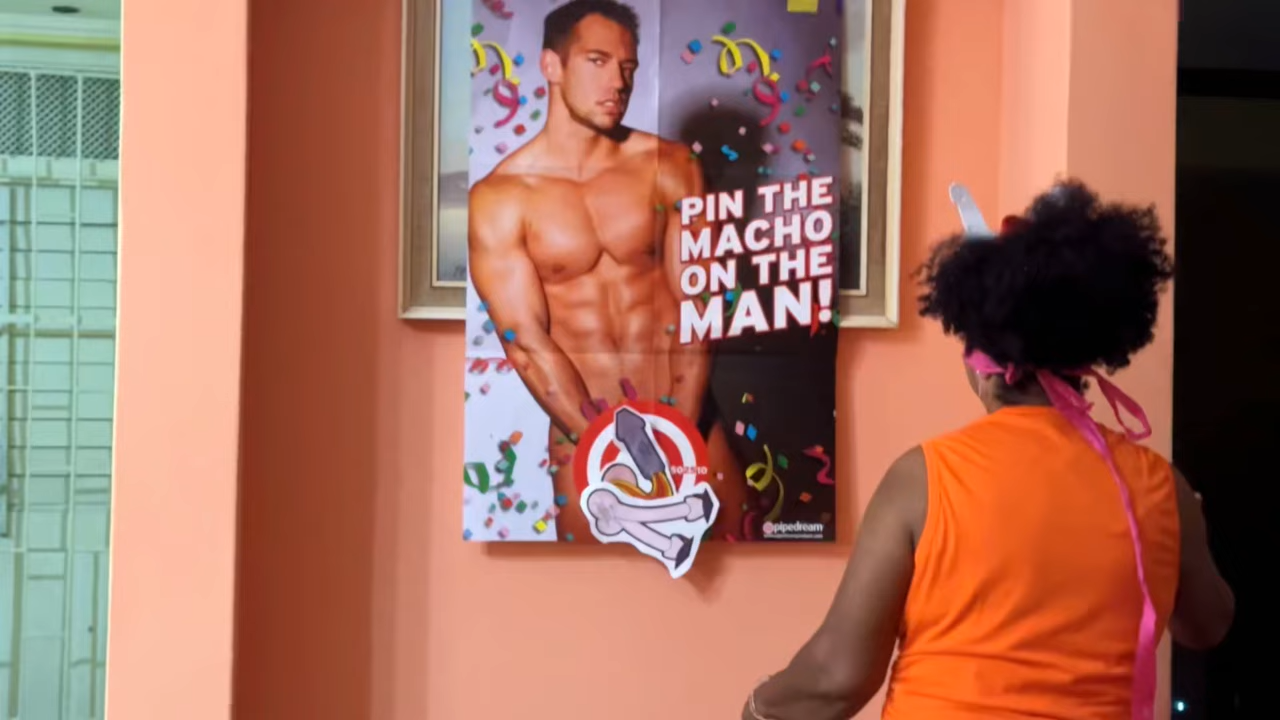 PIN THE
MACHO
ON THE
MAN!
pipedream